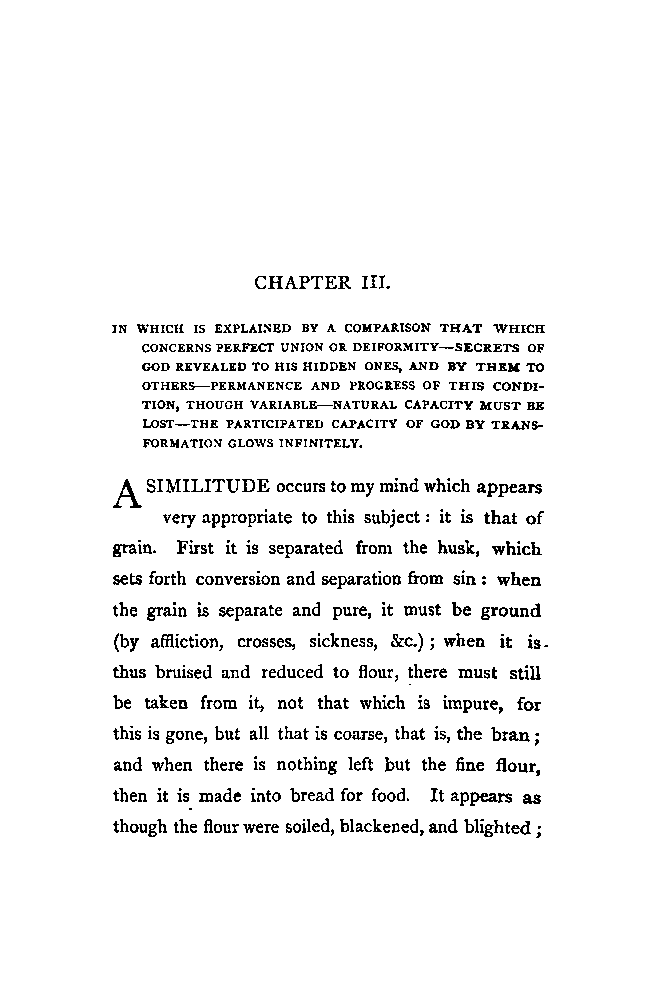 CHAPTER III.
IN WHICH IS EXPLAINED BY A COMPARISON THAT WHICH
CONCERNS PERFECT UNION OR DEIFORMITY—SECRETS OF
GOD REVEALED TO HIS HIDDEN ONES, AND BY THEM TO
OTHERS—PERMANENCE AND PROGRESS OF THIS CONDI-
TION, THOUGH VARIABLE—NATURAL CAPACITY MUST BE
LOST—THE PARTICIPATED CAPACITY OF GOD BY TRANS-
FORMATION GLOWS INFINITELY.
A SIMILITUDE occurs to my mind which appears
very appropriate to this subject: it is that of
grain. First it is separated from the husk, which
sets forth conversion and separation from sin: when
the grain is separate and pure, it must be ground
(by affliction, crosses, sickness, &c.); when it is
thus bruised and reduced to flour, there must still
be taken from it, not that which is impure, for
this is gone, but all that is coarse, that is, the bran;
and when there is nothing left but the fine flour,
then it is made into bread for food. It appears as
though the flour were soiled, blackened, and blighted;